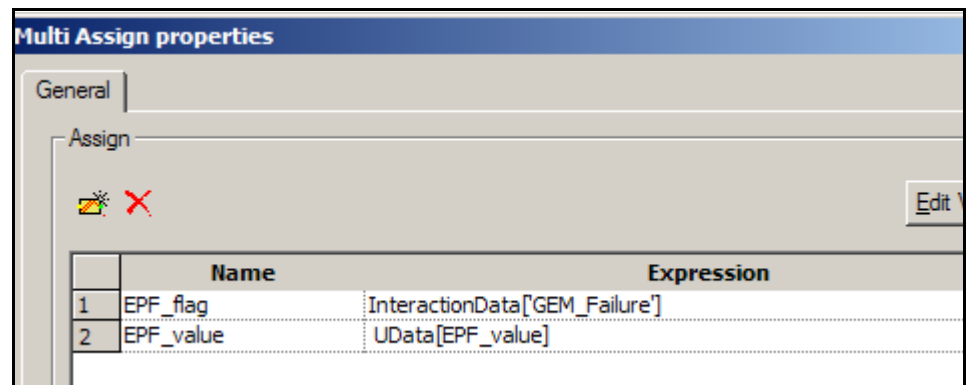 Multi Assign properties
General
Assign
Edit
Name Expression
1 EPF_flag InteractionData['GEM_Failure']
2 EPF_value UData[EPF_value]